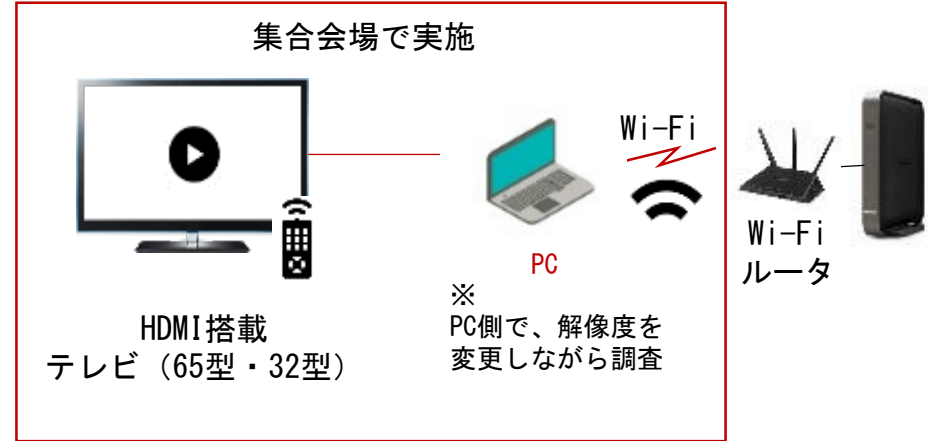 集合会場で実施
Wi-Fi
Wi-Fi
ルータ
PC
※
PC側で、解像度を
変更しながら調査
HDMI搭載
テレビ（65型・32型）